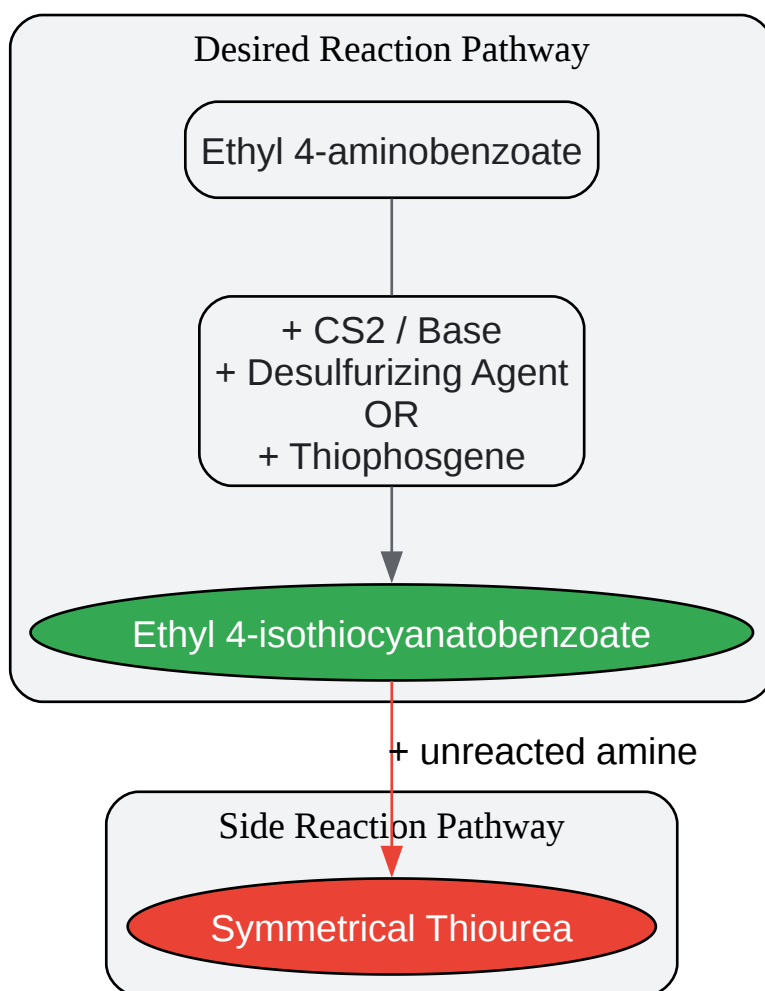 Desired Reaction Pathway
Ethyl 4-aminobenzoate
+ CS2 / Base
+ Desulfurizing Agent
OR
+ Thiophosgene
Ethyl 4-isothiocyanatobenzoate
+ unreacted amine
Side Reaction Pathway
Symmetrical Thiourea